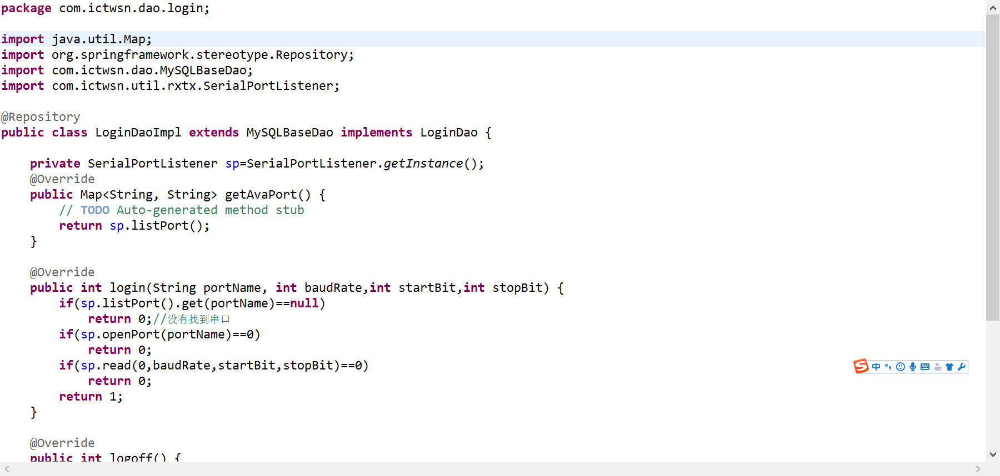 package com.ictwsn.dao.login;
import java.util.Map;
import org.springframework.stereotype.Repository;
import com.ictwsn.dao.MySQLBaseDao;
import com.ictwsn.util.rxtx.SerialPortListener;
@Repository
public class LoginDaoImpl extends MySQLBaseDao implements LoginDao {
private SerialPortListener sp=SerialPortListener.getInstance();
@Override
public Map<String, String> getAvaPort() {
// TODO Auto-generated method stub
return sp.listPort();
}
@Override
public int login(String portName, int baudRate,int startBit,int stopBit) {
if(sp.listPort().get(portName)==null)
return 0;//没有找到串口
if(sp.openPort(portName)==0)
return 0;
if(sp.read(0,baudRate,startBit,stopBit)==0)
return 0;
return 1;
}
@Override
public int logoff() {
S 中 °,